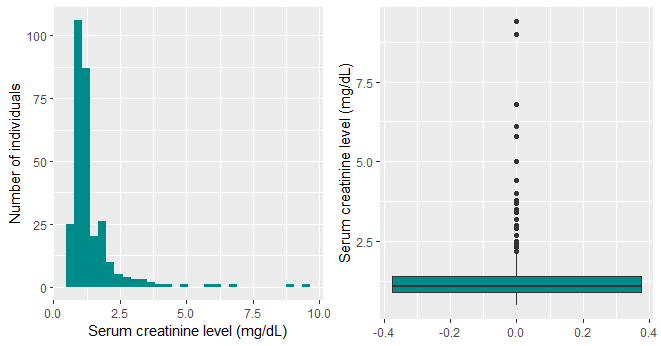 Number of individuals
100
75
50
25
0
0.0 2.5 5.0 7.5 10.0
Serum creatinine level (mg/dL)
Serum creatinine level (mg/dL)
7.5
5.0
2.5
-0.4 -0.2 0.0 0.2 0.4